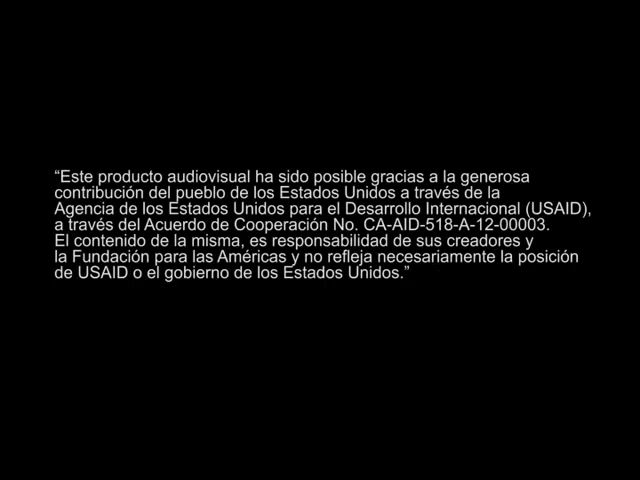 “Este producto audiovisual ha sido posible gracias a la generosa
contribución del pueblo de los Estados Unidos a través de la
Agencia de los Estados Unidos para el Desarrollo Internacional (USAID),
a través del Acuerdo de Cooperación No. CA-AID-518-A-12-00003.
El contenido de la misma, es responsabilidad de sus creadores y
la Fundación para las Américas y no refleja necesariamente la posición
de USAID o el gobierno de los Estados Unidos.”